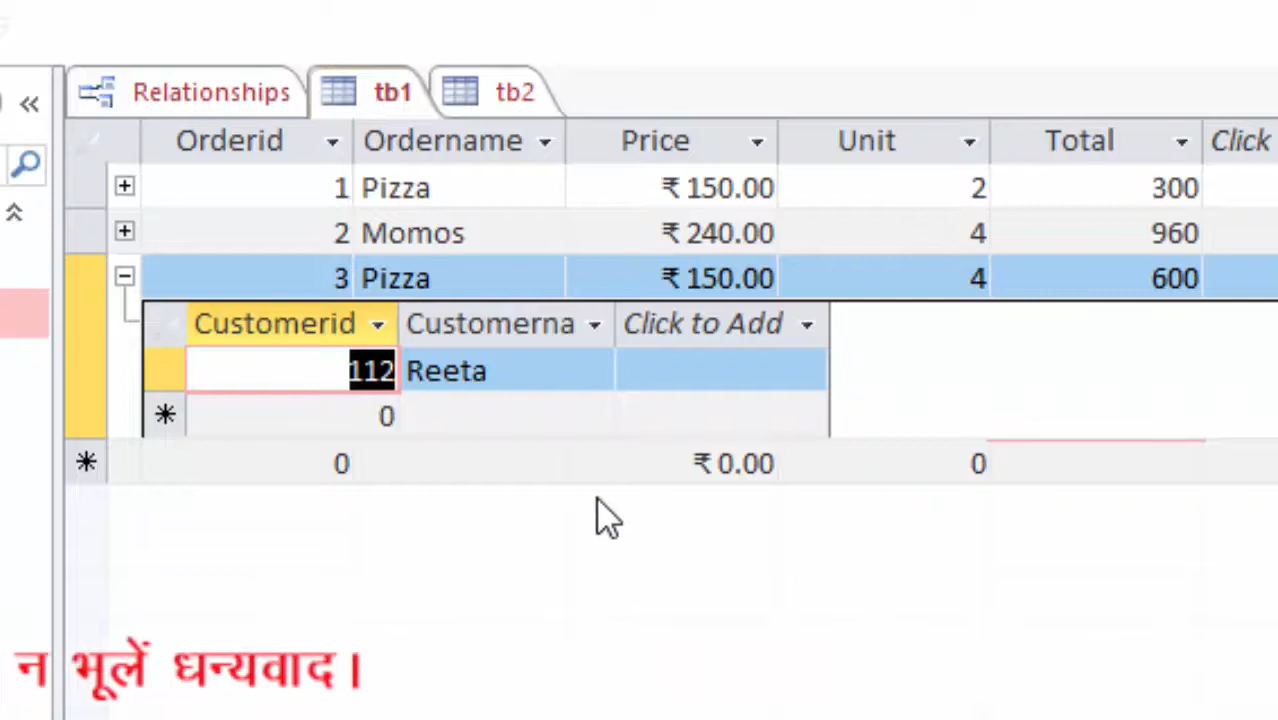 Relationships tb1 tb2
Orderid Ordername Price Unit Total Click
1 Pizza ₹ 150.00 2 300
2 Momos ₹ 240.00 4 960
3 Pizza ₹ 150.00 4 600
Customerid Customerna Click to Add
112 Reeta
0
0 ₹ 0.00 0
न भूलें धन्यवाद।